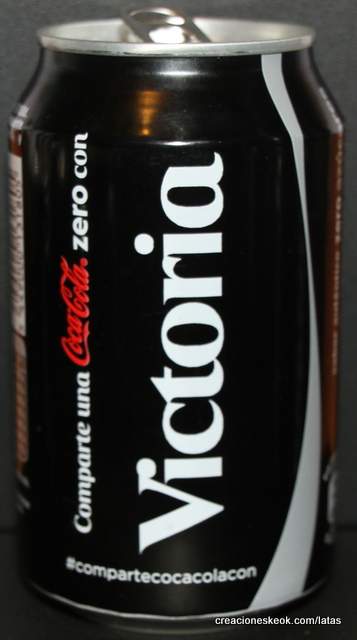 Comparte una Coca-Cola zero con
Victoria
#compartecocacolacon
creacioneskeok.com/latas